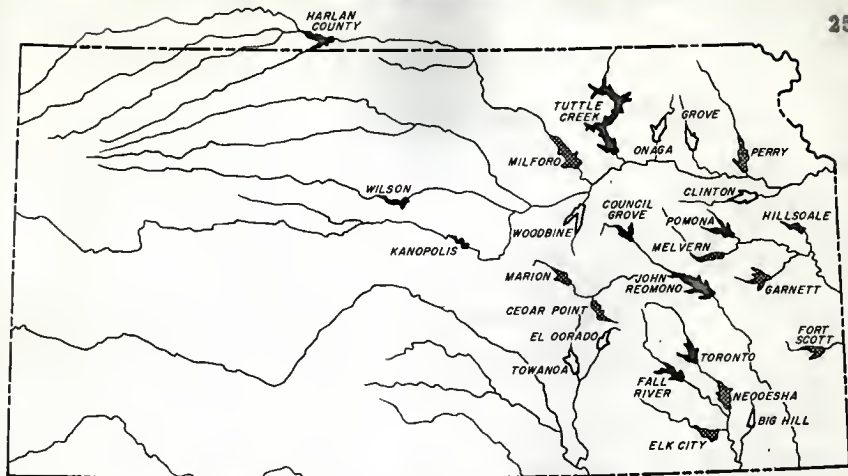 25
HARLAN
COUNTY
TUTTLE
CREEK
GROVE
ONAGA
PERRY
MILFORD
CLINTON
WILSON
COUNCIL
GROVE
POMONA
HILLSDALE
WOODBINE
MELVERN
KANOPOLIS
MARION
JOHN
REDMOND
GARNETT
CEDAR POINT
FORT
SCOTT
EL DORADO
TORONTO
TOWANDA
FALL
RIVER
NEODESHA
BIG HILL
ELK CITY